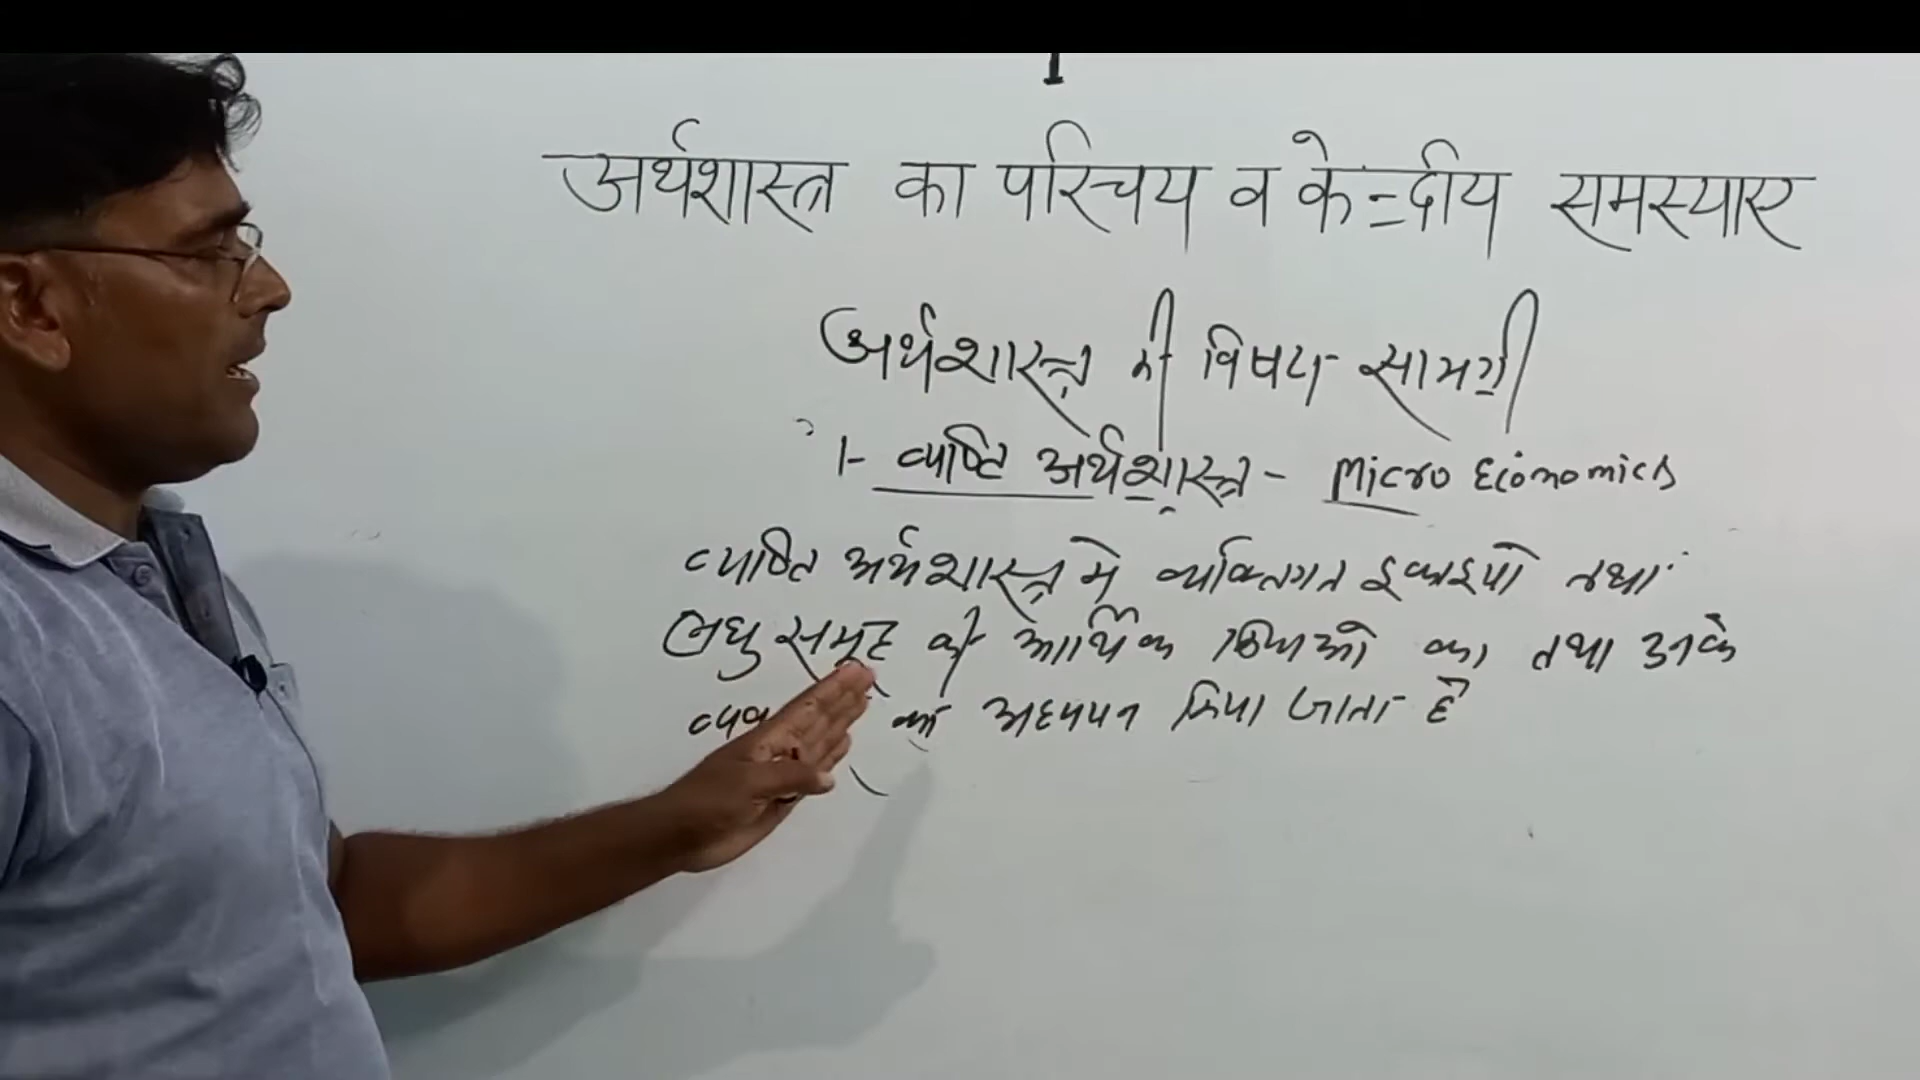 I
अर्थशास्त्र का परिचय व केन्द्रीय समस्याए
अर्थशास्त्र की विषय सामग्री
1- व्यष्टि अर्थशास्त्र - Micro Economics
व्यष्टि अर्थशास्त्र मे व्यक्तिगत इकाइयो तथा
लघु समूह की आर्थिक क्रियाओ का तथा उनके
का अध्ययन किया जाता है